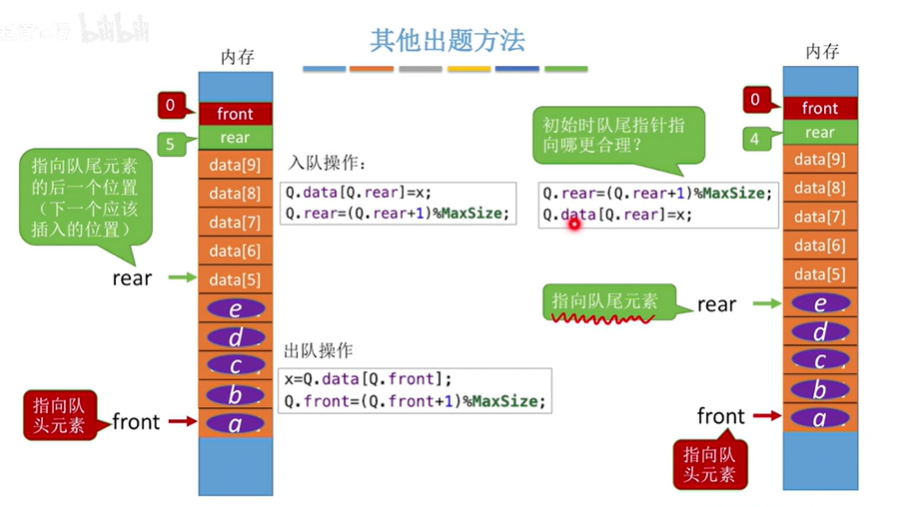 bilibili
其他出题方法
内存
0
front
5
rear
指向队尾元素
的后一个位置
（下一个应该
插入的位置）
data[9]
data[8]
data[7]
data[6]
data[5]
rear
e
d
c
b
a
指向队
头元素
front
入队操作：
Q.data[Q.rear]=x;
Q.rear=(Q.rear+1)%MaxSize;
出队操作
x=Q.data[Q.front];
Q.front=(Q.front+1)%MaxSize;
初始时队尾指针指
向哪更合理？
Q.rear=(Q.rear+1)%MaxSize;
Q.data[Q.rear]=x;
指向队尾元素
rear
front
指向队
头元素
内存
0
front
4
rear
data[9]
data[8]
data[7]
data[6]
data[5]
e
d
c
b
a